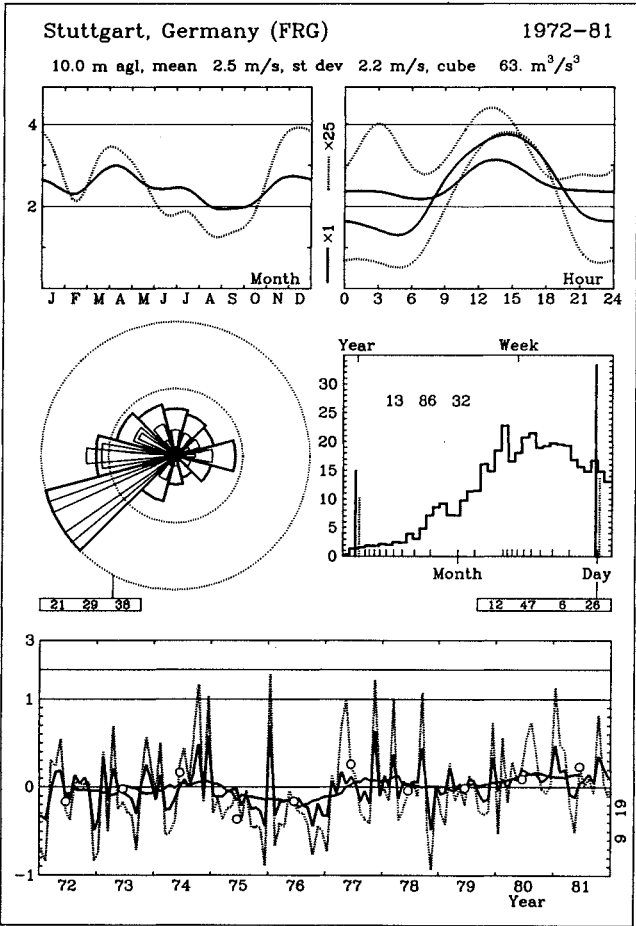 Stuttgart, Germany (FRG) 1972-81
10.0 m agl, mean 2.5 m/s, st dev 2.2 m/s, cube 63. m³/s³
4
2
J F M A M J J A S O N D
Month
×1 ×25
0 3 6 9 12 15 18 21 24
Hour
Year Week
35
30
25
20
15
10
5
0
13 86 32
Month Day
21 29 38
12 47 6 26
3
1
0
-1
72 73 74 75 76 77 78 79 80 81
Year
9 19